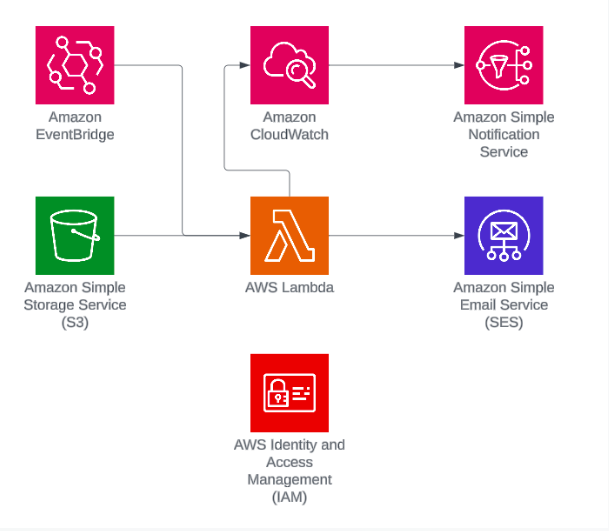 Amazon
EventBridge
Amazon
CloudWatch
Amazon Simple
Notification
Service
Amazon Simple
Storage Service
(S3)
AWS Lambda
Amazon Simple
Email Service
(SES)
AWS Identity and
Access
Management
(IAM)